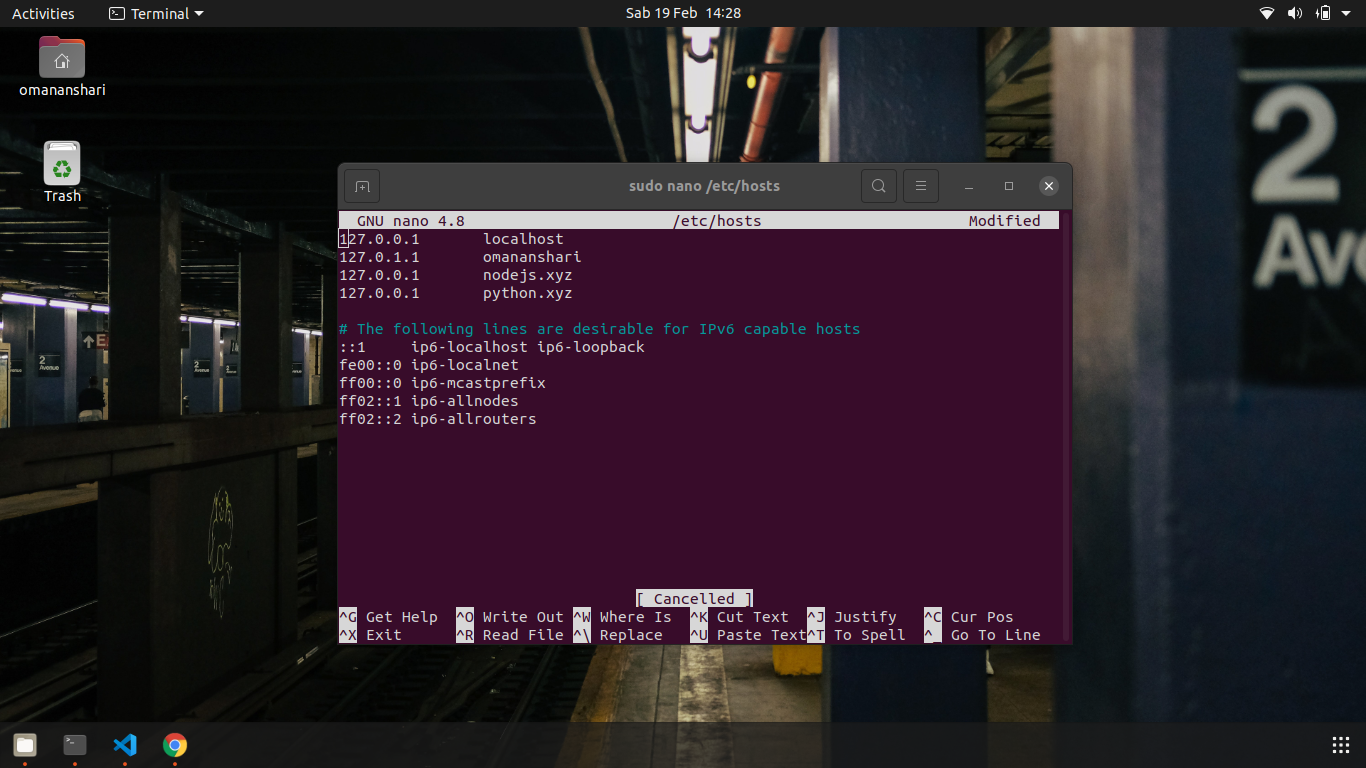 Activities
Terminal
Sab 19 Feb 14:28
omananshari
Trash
sudo nano /etc/hosts
GNU nano 4.8 /etc/hosts Modified
127.0.0.1 localhost
127.0.1.1 omananshari
127.0.0.1 nodejs.xyz
127.0.0.1 python.xyz
# The following lines are desirable for IPv6 capable hosts
::1 ip6-localhost ip6-loopback
fe00::0 ip6-localnet
ff00::0 ip6-mcastprefix
ff02::1 ip6-allnodes
ff02::2 ip6-allrouters
[ Cancelled ]
^G Get Help ^O Write Out ^W Where Is ^K Cut Text ^J Justify ^C Cur Pos
^X Exit ^R Read File ^\ Replace ^U Paste Text ^T To Spell ^_ Go To Line
2
Av
2
Avenue
2